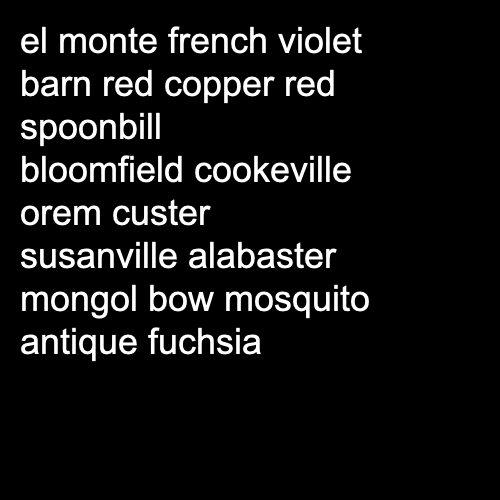 el monte french violet
barn red copper red
spoonbill
bloomfield cookeville
orem custer
susanville alabaster
mongol bow mosquito
antique fuchsia